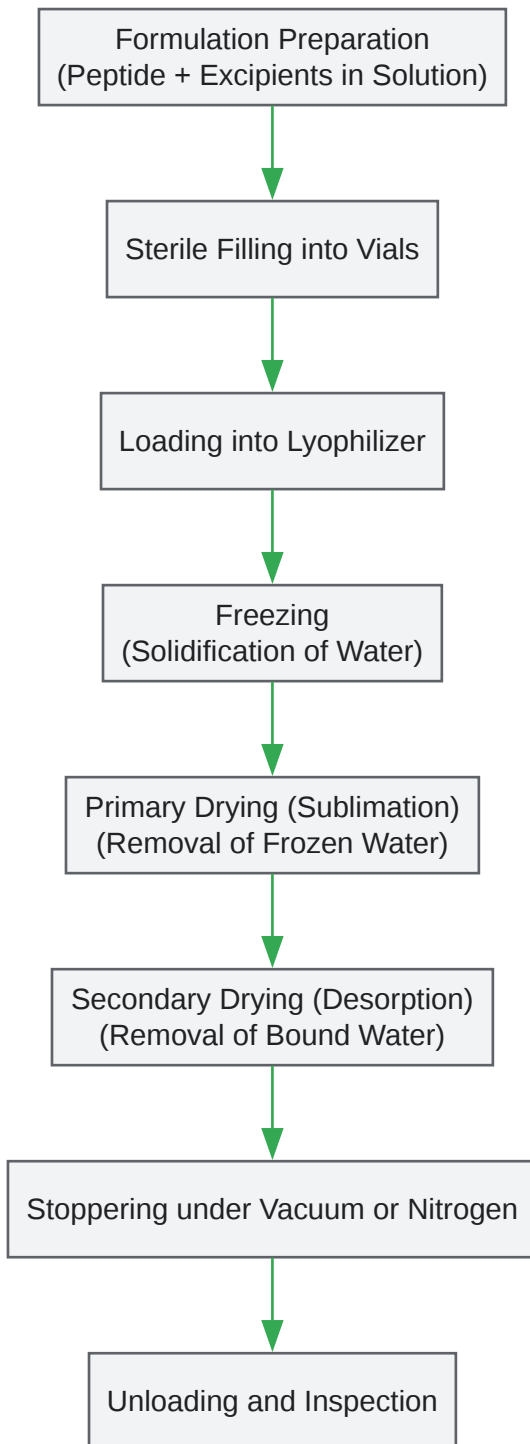 Formulation Preparation
(Peptide + Excipients in Solution)
Sterile Filling into Vials
Loading into Lyophilizer
Freezing
(Solidification of Water)
Primary Drying (Sublimation)
(Removal of Frozen Water)
Secondary Drying (Desorption)
(Removal of Bound Water)
Stoppering under Vacuum or Nitrogen
Unloading and Inspection